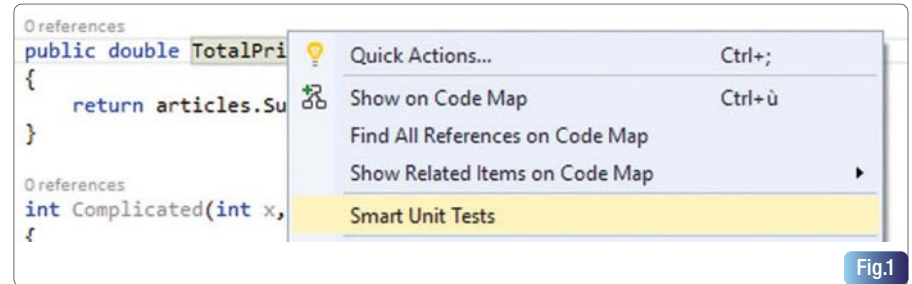 0 references
public double TotalPri
{
return articles.Su
}
0 references
int Complicated(int x,
{
Quick Actions... Ctrl+;
Show on Code Map Ctrl+ù
Find All References on Code Map
Show Related Items on Code Map
Smart Unit Tests
Fig.1